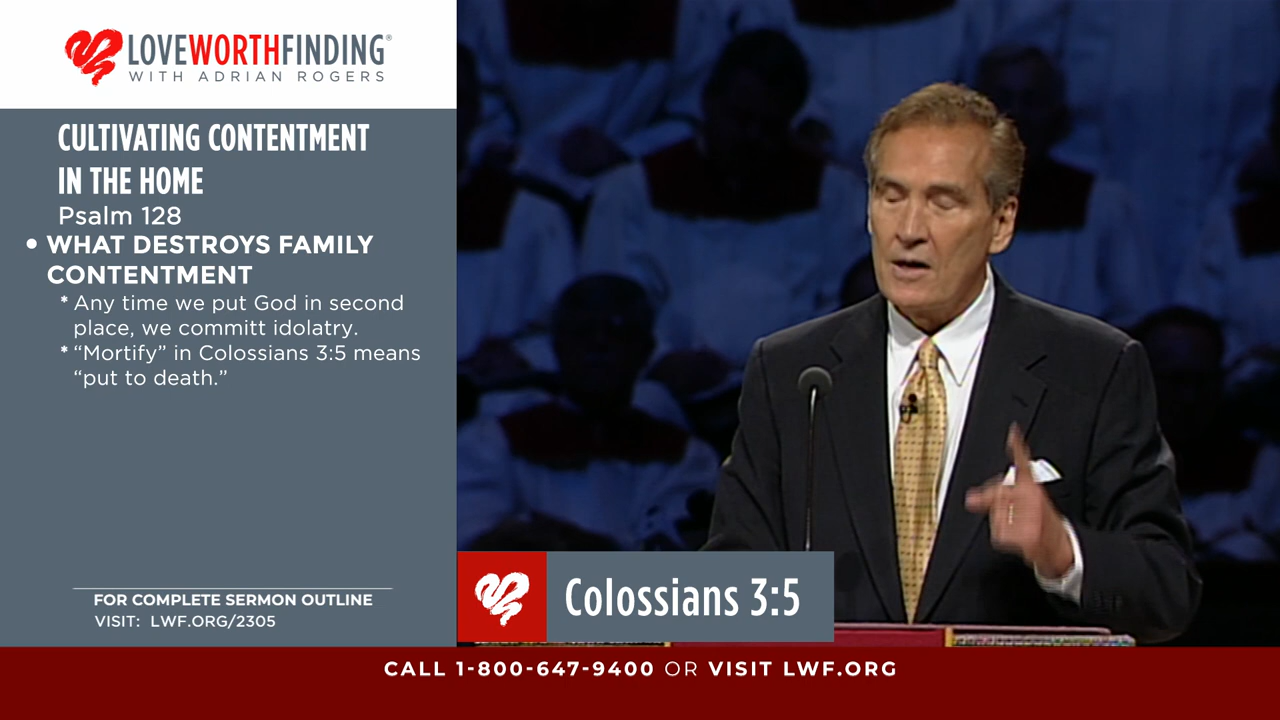 LOVEWORTHFINDING®
WITH ADRIAN ROGERS
CULTIVATING CONTENTMENT
IN THE HOME
Psalm 128
• WHAT DESTROYS FAMILY
CONTENTMENT
* Any time we put God in second
place, we committ idolatry.
* “Mortify” in Colossians 3:5 means
“put to death.”
FOR COMPLETE SERMON OUTLINE
VISIT: LWF.ORG/2305
Colossians 3:5
CALL 1-800-647-9400 OR VISIT LWF.ORG